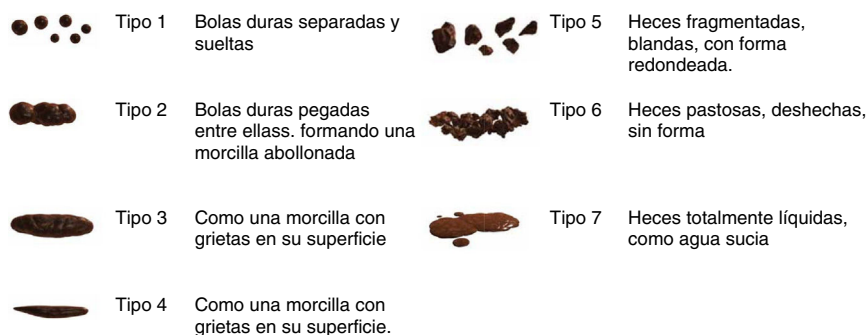 Tipo 1 Bolas duras separadas y
sueltas
Tipo 2 Bolas duras pegadas
entre ellass. formando una
morcilla abollonada
Tipo 3 Como una morcilla con
grietas en su superficie
Tipo 4 Como una morcilla con
grietas en su superficie.
Tipo 5 Heces fragmentadas,
blandas, con forma
redondeada.
Tipo 6 Heces pastosas, deshechas,
sin forma
Tipo 7 Heces totalmente líquidas,
como agua sucia